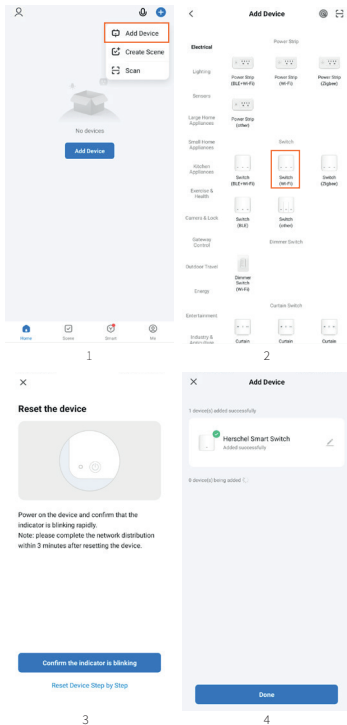 Add Device
Create Scene
Scan
No devices
Add Device
Home
Scene
Smart
Me
1
Add Device
Electrical
Lighting
Sensors
Large Home
Appliances
Small Home
Appliances
Kitchen
Appliances
Exercise &
Health
Camera & Lock
Gateway
Control
Outdoor Travel
Energy
Entertainment
Industry &
Agriculture
Power Strip
Power Strip
(BLE+Wi-Fi)
Power Strip
(Wi-Fi)
Power Strip
(Zigbee)
Power Strip
(other)
Switch
Switch
(BLE+Wi-Fi)
Switch
(Wi-Fi)
Switch
(Zigbee)
Switch
(BLE)
Switch
(other)
Dimmer Switch
Dimmer
Switch
(Wi-Fi)
Curtain Switch
Curtain
Curtain
Curtain
2
Reset the device
Power on the device and confirm that the
indicator is blinking rapidly.
Note: please complete the network distribution
within 3 minutes after resetting the device.
Confirm the indicator is blinking
Reset Device Step by Step
3
Add Device
1 device(s) added successfully
Herschel Smart Switch
Added successfully
0 device(s) being added
Done
4